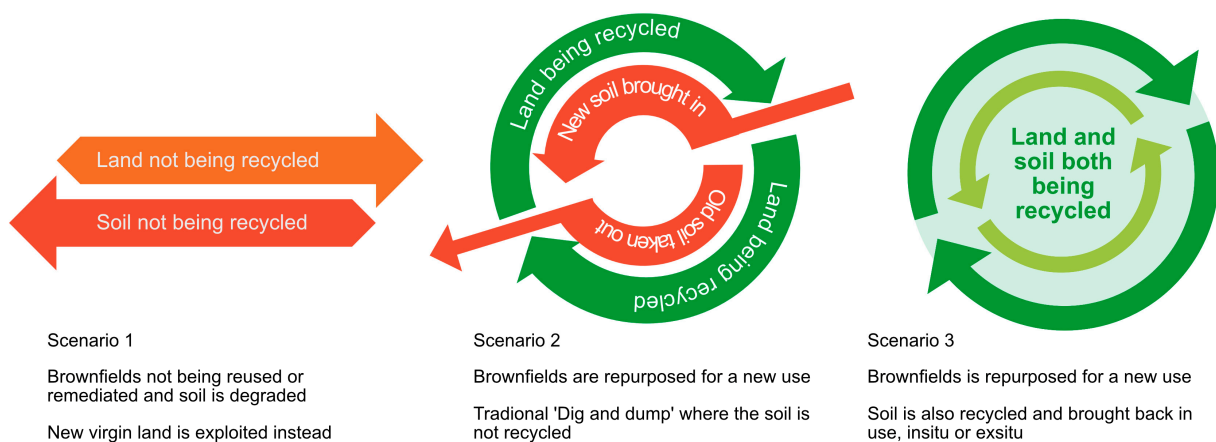 Land not being recycled
Soil not being recycled
Scenario 1
Brownfields not being reused or
remediated and soil is degraded
New virgin land is exploited instead
Land being recycled
New soil brought in
Old soil taken out
Land being recycled
Scenario 2
Brownfields are repurposed for a new use
Tradional 'Dig and dump' where the soil is
not recycled
Land and
soil both
being
recycled
Scenario 3
Brownfields is repurposed for a new use
Soil is also recycled and brought back in
use, insitu or exsitu